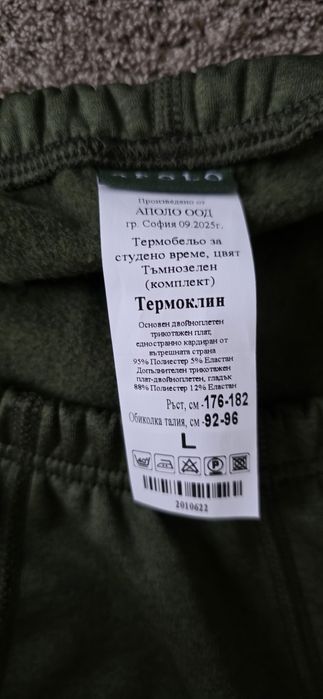 Произведено от
АПОЛО ООД
гр. София 09.2025г.
Термобельо за
студено време, цвят
Тъмнозелен
(комплект)
Термоклин
Основен двойноплетен
трикотажен плат,
едностранно кардиран от
вътрешната страна
95% Полиестер 5% Еластан
Допълнителен трикотажен
плат-двойноплетен, гладък
88% Полиестер 12% Еластан
Ръст, см -176-182
Обиколка талия, см -92-96
L
2010622